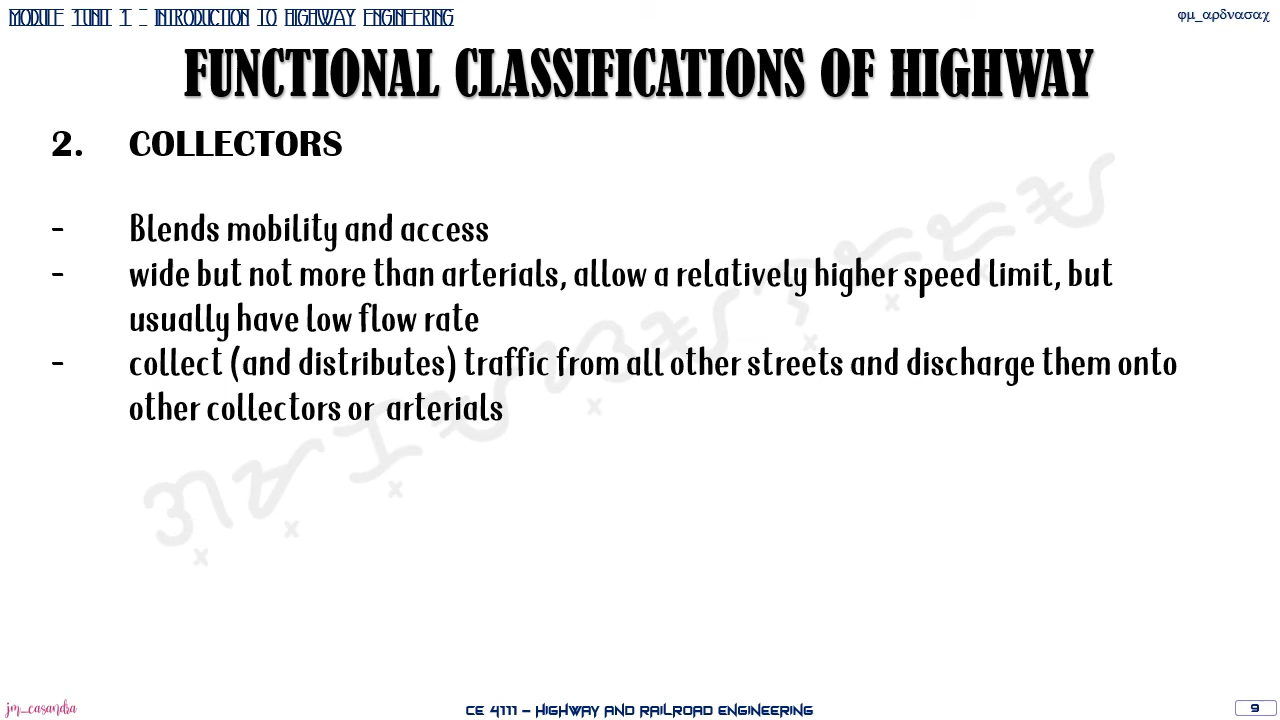 MODULE 1UNIT 1 – INTRODUCTION TO HIGHWAY ENGINEERING
φμ_αρδνασαχ
FUNCTIONAL CLASSIFICATIONS OF HIGHWAY
2. COLLECTORS
- Blends mobility and access
- wide but not more than arterials, allow a relatively higher speed limit, but
usually have low flow rate
- collect (and distributes) traffic from all other streets and discharge them onto
other collectors or arterials
jm_casandra
CE 4111 – HIGHWAY AND RAILROAD ENGINEERING
9